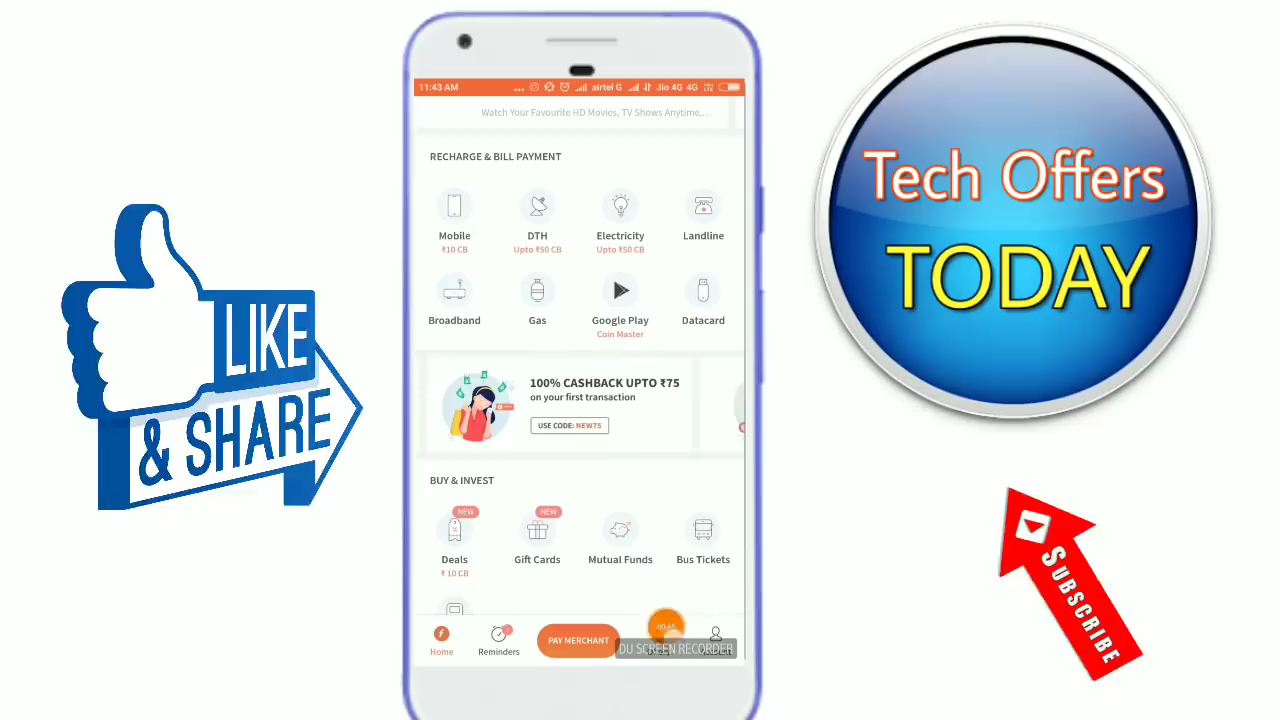 11:43 AM ... airtel G Jio 4G 4G
Watch Your Favourite HD Movies, TV Shows Anytime,...
RECHARGE & BILL PAYMENT
Mobile DTH Electricity Landline
₹10 CB Upto ₹50 CB Upto ₹50 CB
Broadband Gas Google Play Datacard
Coin Master
100% CASHBACK UPTO ₹75
on your first transaction
USE CODE: NEW75
BUY & INVEST
NEW NEW
Deals Gift Cards Mutual Funds Bus Tickets
₹ 10 CB
Home Reminders PAY MERCHANT
DU SCREEN RECORDER
LIKE
& SHARE
Tech Offers
TODAY
SUBSCRIBE